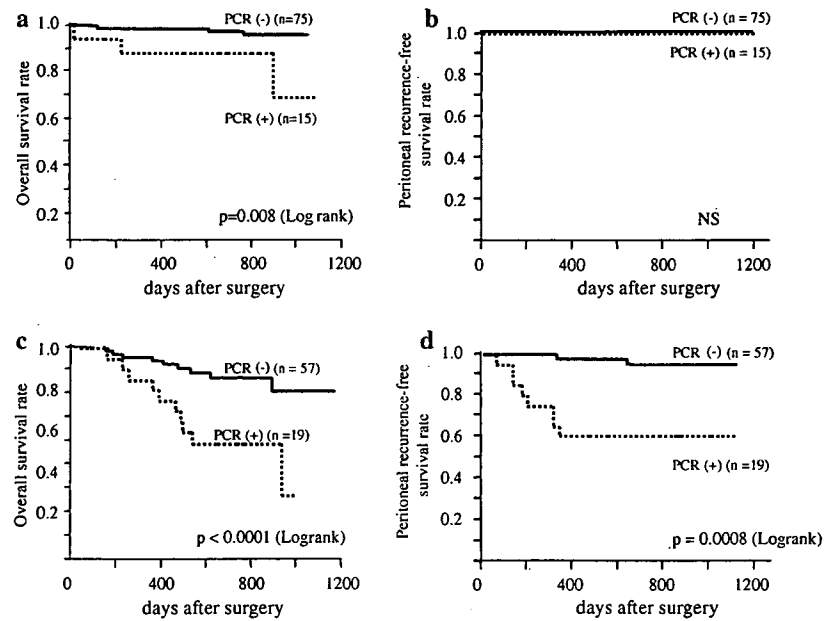 a
PCR (-) (n=75)
1.0
0.8
0.6
0.4
0.2
PCR (+) (n=15)
p=0.008 (Log rank)
Overall survival rate
0 400 800 1200
days after surgery
b
PCR (-) (n = 75)
1.0
0.8
0.6
0.4
0.2
PCR (+) (n = 15)
NS
Peritoneal recurrence-free
survival rate
0 400 800 1200
days after surgery
c
PCR (-) (n = 57)
1.0
0.8
0.6
0.4
0.2
PCR (+) (n =19)
p < 0.0001 (Logrank)
Overall survival rate
0 400 800 1200
days after surgery
d
PCR (-) (n = 57)
1.0
0.8
0.6
0.4
0.2
PCR (+) (n =19)
p = 0.0008 (Logrank)
Peritoneal recurrence-free
survival rate
0 400 800 1200
days after surgery